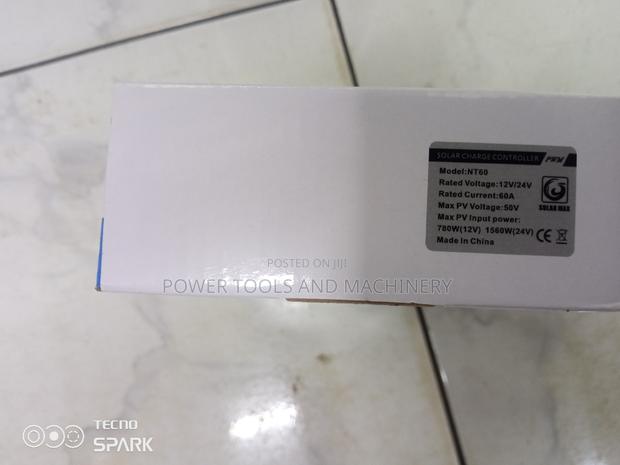 SOLAR CHARGE CONTROLLER PWM
Model:NT60
Rated Voltage:12V/24V
Rated Current:60A
Max PV Voltage:50V
Max PV Input power:
780W(12V) 1560W(24V)
Made In China
SOLAR MAX
CE
POSTED ON JIJI
POWER TOOLS AND MACHINERY
TECNO
SPARK